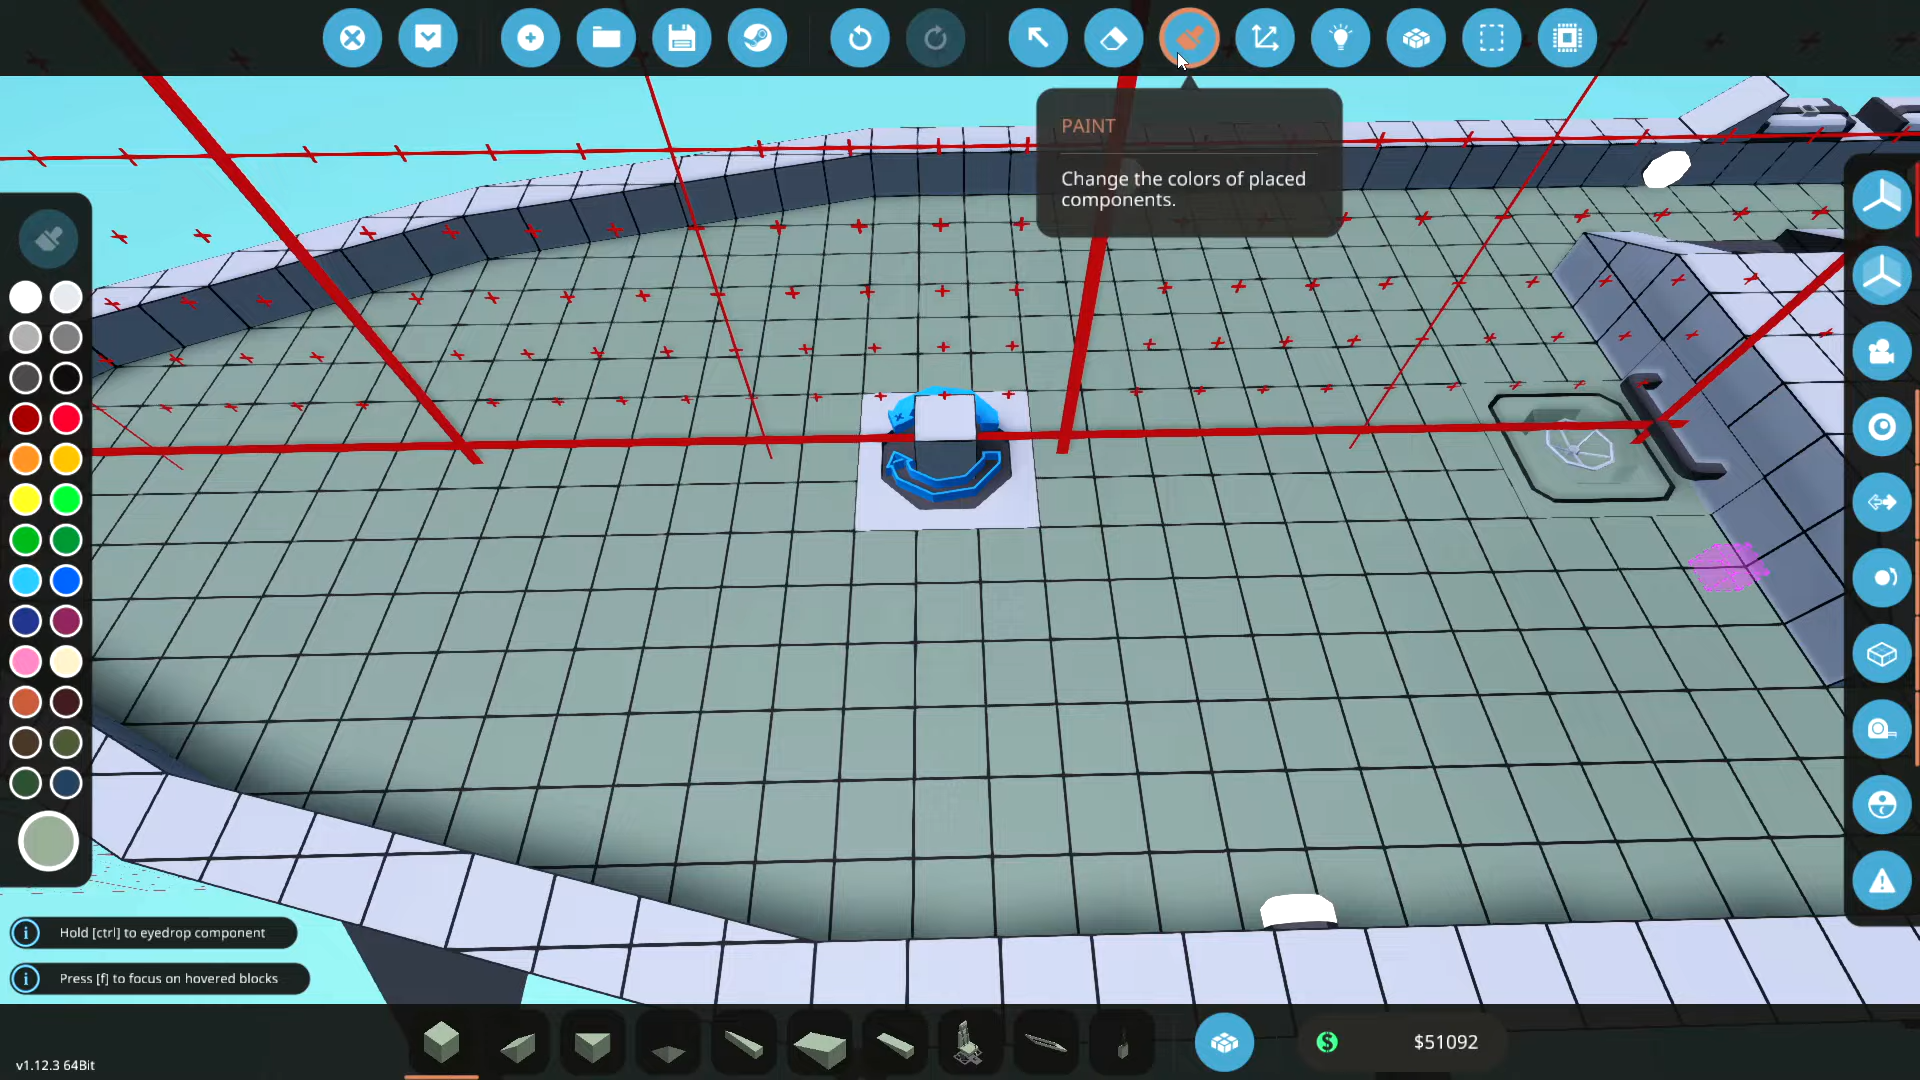 PAINT
Change the colors of placed
components.
Hold [ctrl] to eyedrop component
Press [f] to focus on hovered blocks
v1.12.3 64Bit
$51092